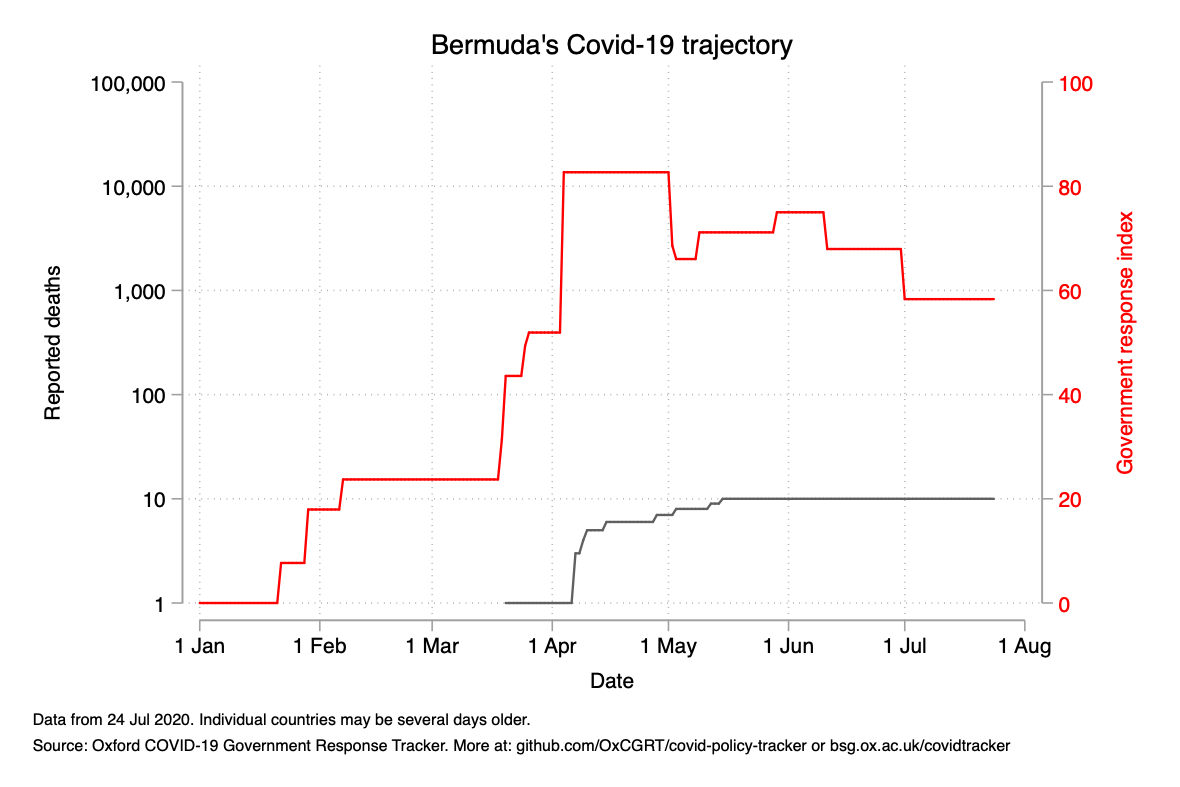 Bermuda's Covid-19 trajectory
100,000
10,000
1,000
100
10
1
Reported deaths
100
80
60
40
20
0
Government response index
1 Jan
1 Feb
1 Mar
1 Apr
1 May
1 Jun
1 Jul
1 Aug
Date
Data from 24 Jul 2020. Individual countries may be several days older.
Source: Oxford COVID-19 Government Response Tracker. More at: github.com/OxCGRT/covid-policy-tracker or bsg.ox.ac.uk/covidtracker